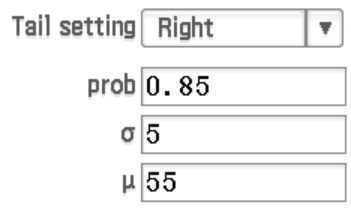 Tail setting Right
prob 0.85
σ 5
μ 55